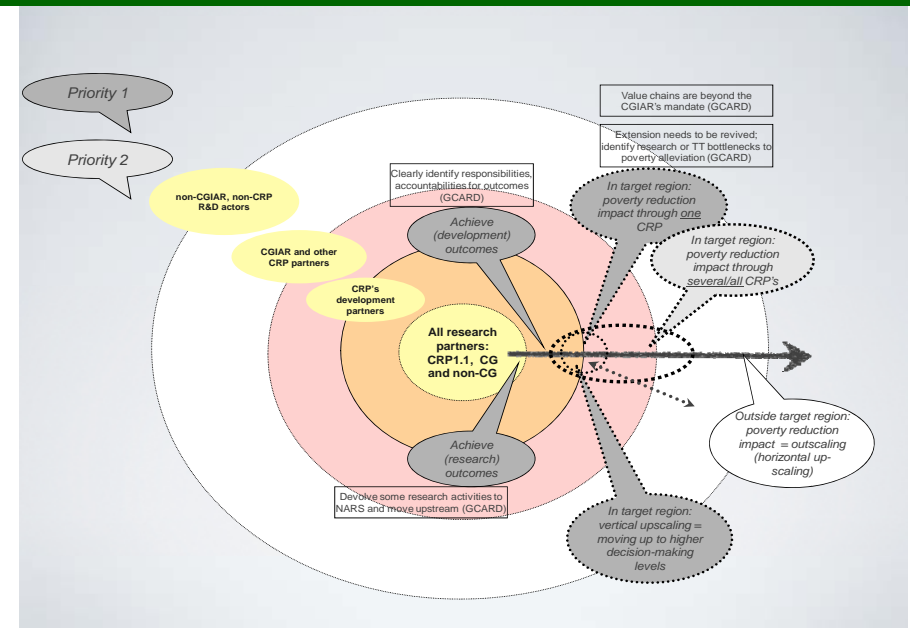 Priority 1
Priority 2
Value chains are beyond the
CGIAR's mandate (GCARD)
Extension needs to be revived;
identify research or TT bottlenecks to
poverty alleviation (GCARD)
Clearly identify responsibilities,
accountabilities for outcomes
(GCARD)
non-CGIAR, non-CRP
R&D actors
In target region:
poverty reduction
impact through one
CRP
Achieve
(development)
outcomes
CGIAR and other
CRP partners
In target region:
poverty reduction
impact through
several/all CRP's
CRP's
development
partners
All research
partners:
CRP1.1, CG
and non-CG
Outside target region:
poverty reduction
impact = outscaling
(horizontal up-
scaling)
Achieve
(research)
outcomes
Devolve some research activities to
NARS and move upstream (GCARD)
In target region:
vertical upscaling =
moving up to higher
decision-making
levels